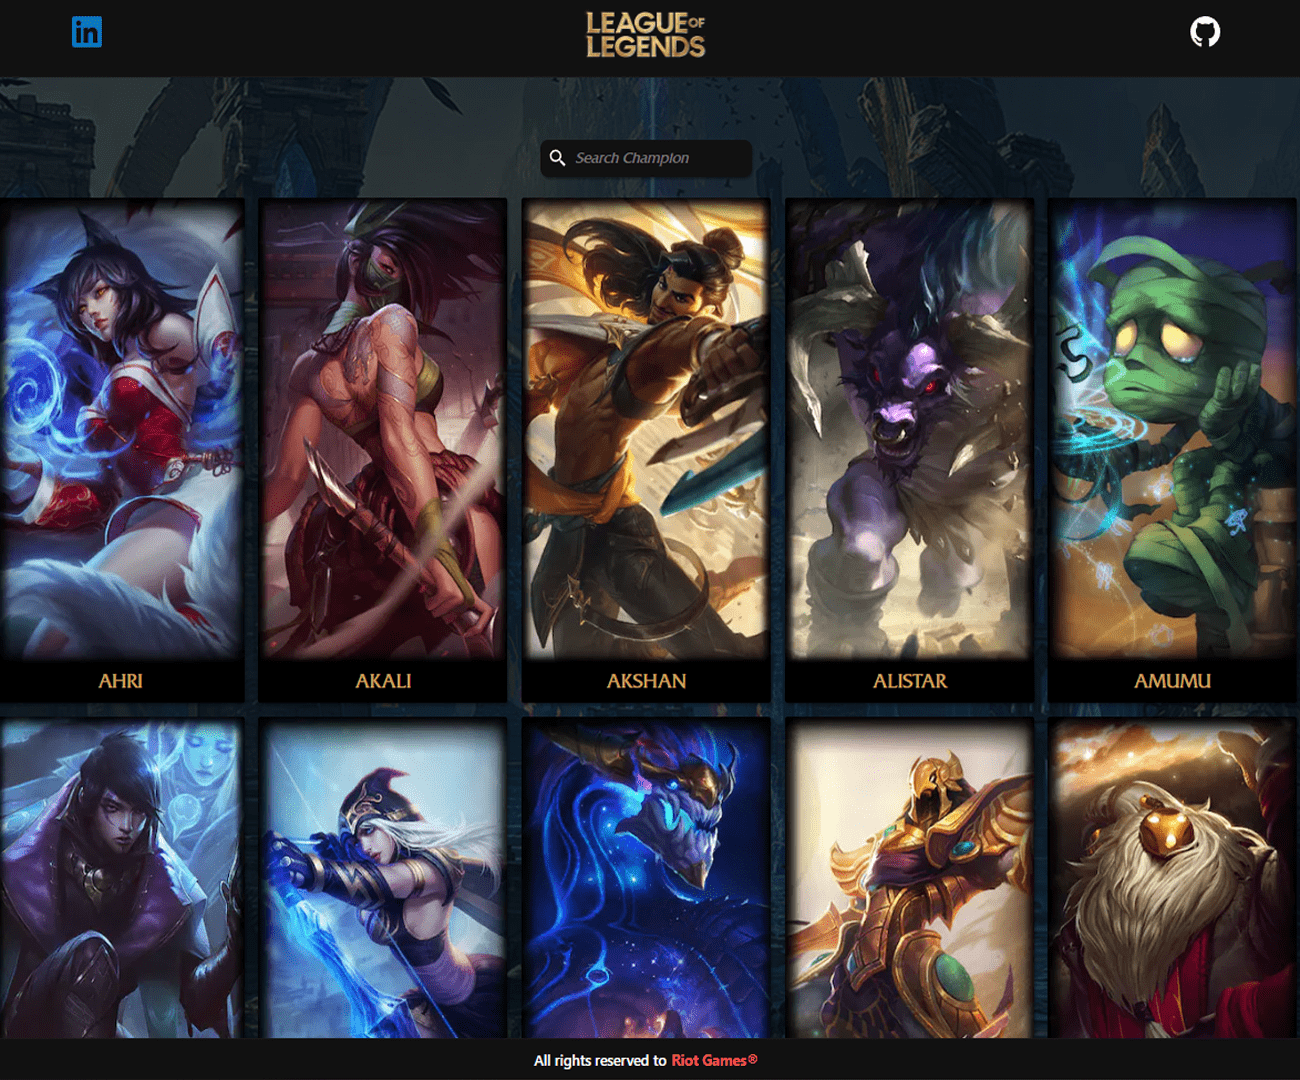 in
LEAGUE OF
LEGENDS
Search Champion
AHRI
AKALI
AKSHAN
ALISTAR
AMUMU
All rights reserved to Riot Games®